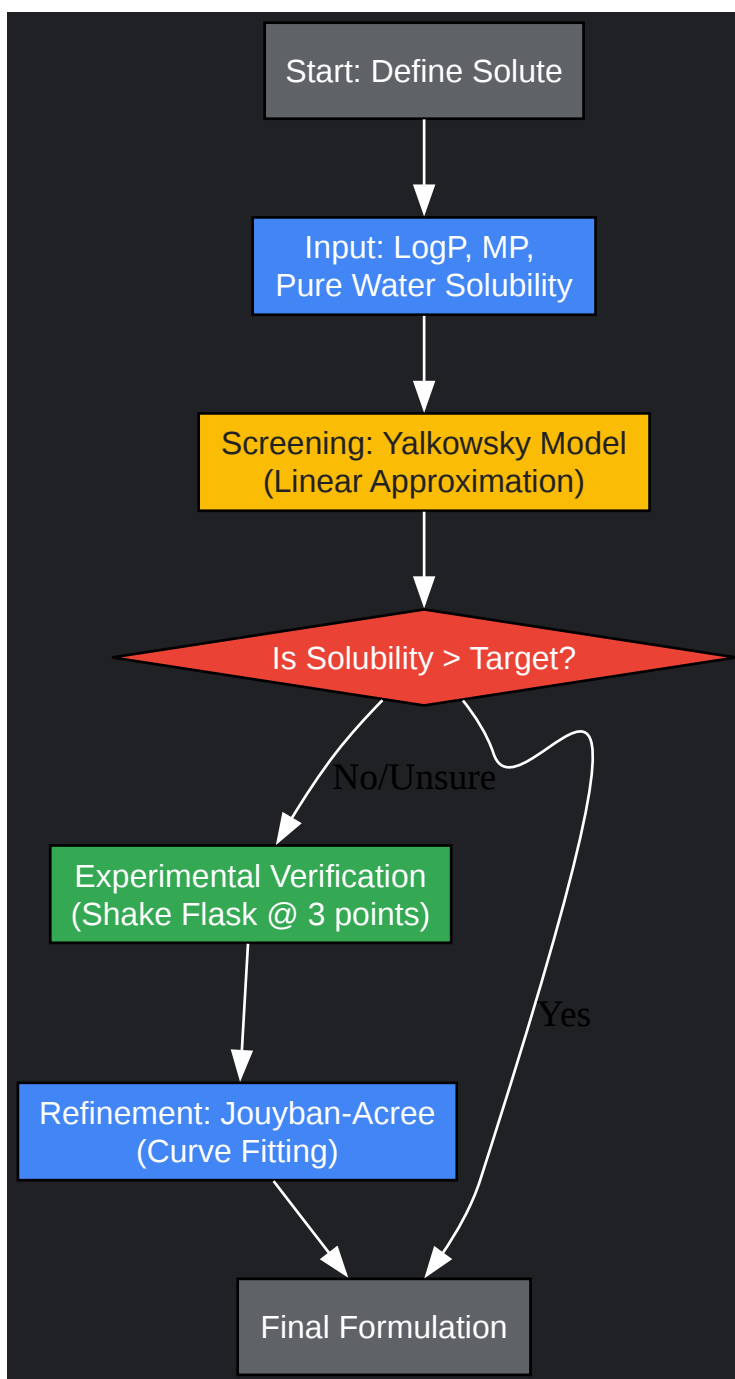 Start: Define Solute
Input: LogP, MP,
Pure Water Solubility
Screening: Yalkowsky Model
(Linear Approximation)
Is Solubility > Target?
No/Unsure
Experimental Verification
(Shake Flask @ 3 points)
Yes
Refinement: Jouyban-Acree
(Curve Fitting)
Final Formulation